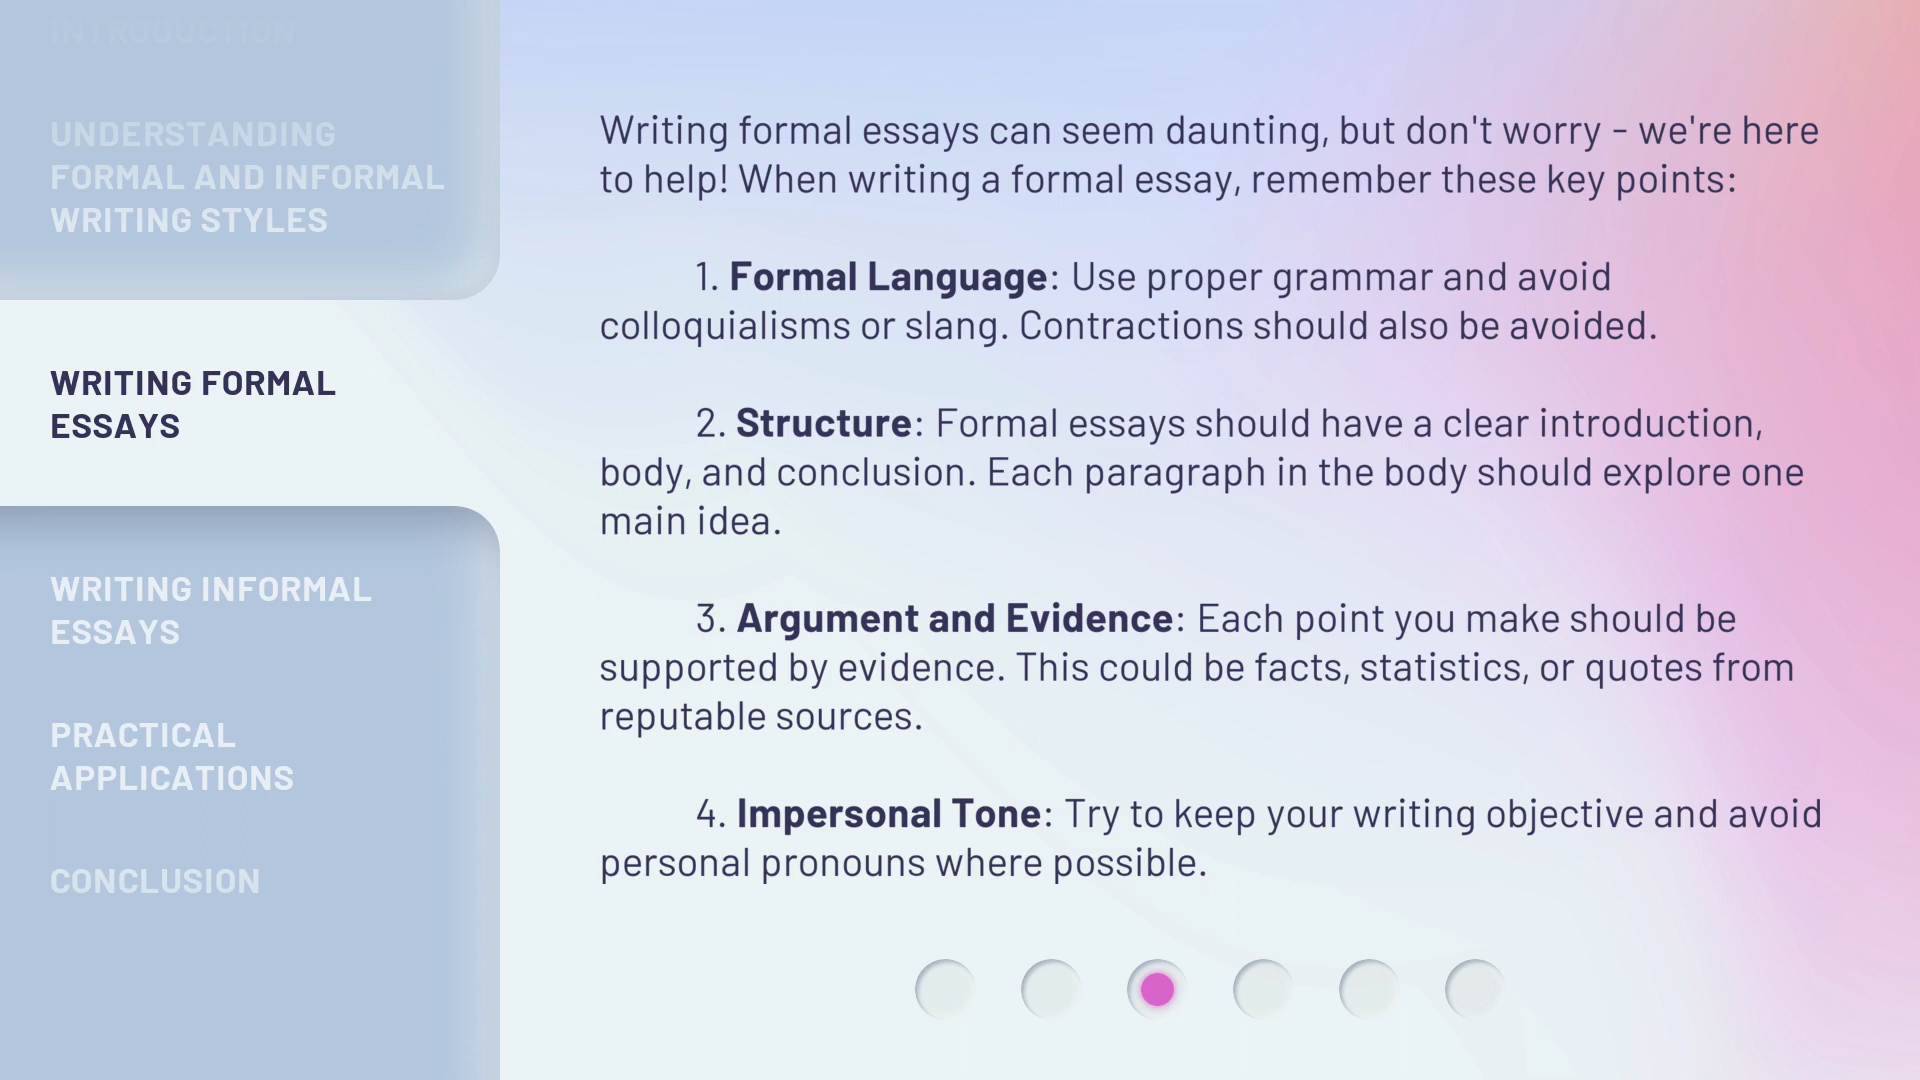 INTRODUCTION
UNDERSTANDING
FORMAL AND INFORMAL
WRITING STYLES
WRITING FORMAL
ESSAYS
WRITING INFORMAL
ESSAYS
PRACTICAL
APPLICATIONS
CONCLUSION
Writing formal essays can seem daunting, but don't worry - we're here
to help! When writing a formal essay, remember these key points:
1. Formal Language: Use proper grammar and avoid
colloquialisms or slang. Contractions should also be avoided.
2. Structure: Formal essays should have a clear introduction,
body, and conclusion. Each paragraph in the body should explore one
main idea.
3. Argument and Evidence: Each point you make should be
supported by evidence. This could be facts, statistics, or quotes from
reputable sources.
4. Impersonal Tone: Try to keep your writing objective and avoid
personal pronouns where possible.